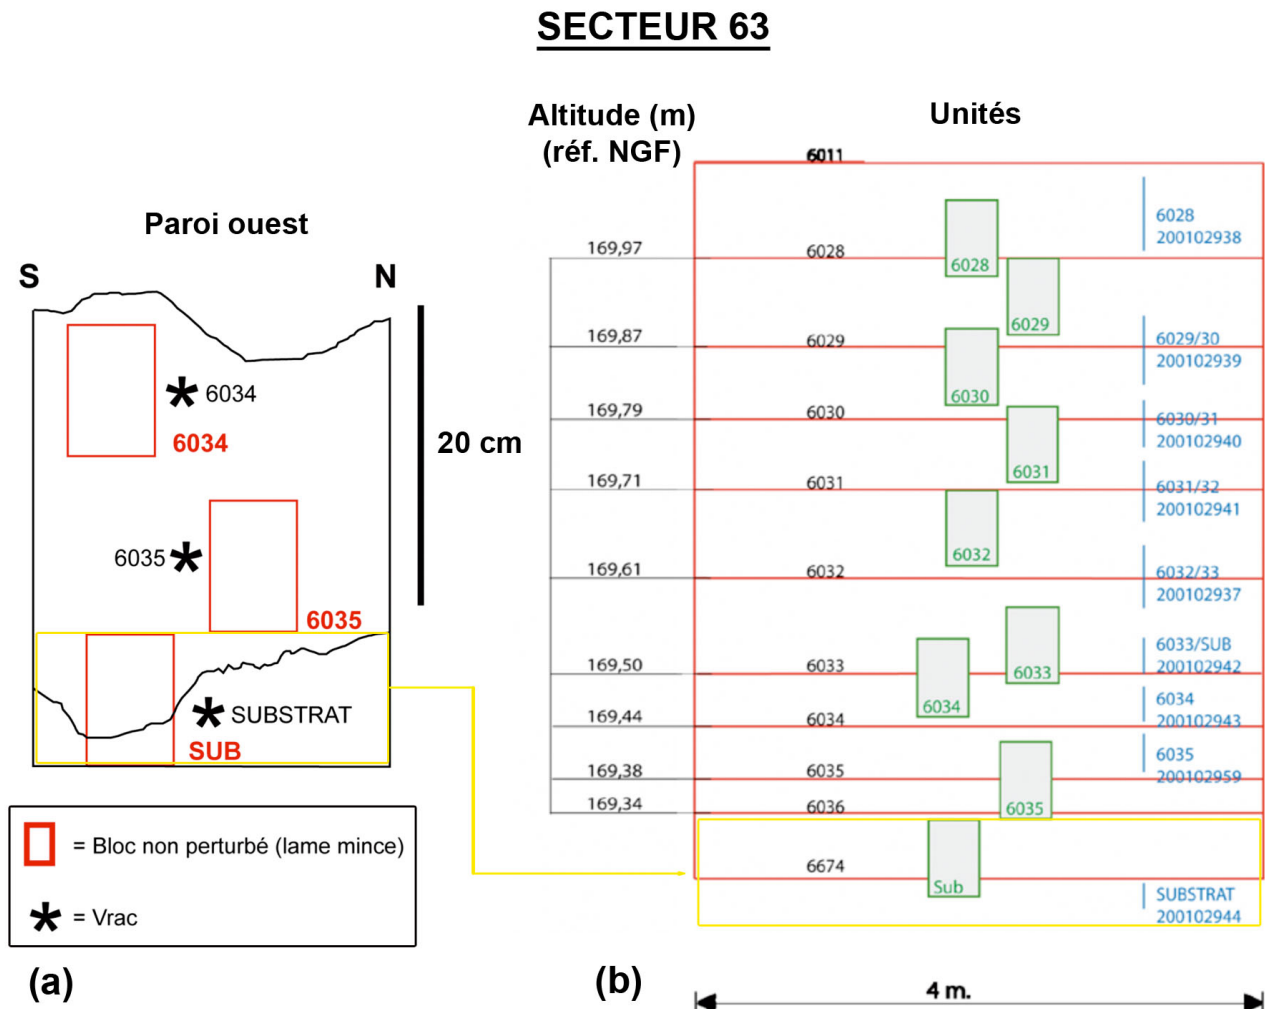 SECTEUR 63
Altitude (m)
(réf. NGF)
Unités
Paroi ouest
S
N
6034
6034
6035
6035
SUBSTRAT
SUB
20 cm
= Bloc non perturbé (lame mince)
= Vrac
(a)
6011
169,97
6028
6028
6028
200102938
6029
169,87
6029
6029/30
200102939
6030
169,79
6030
6030/31
200102940
6031
169,71
6031
6031/32
200102941
6032
169,61
6032
6032/33
200102937
6033
169,50
6033
6033/SUB
200102942
6034
169,44
6034
6034
200102943
169,38
6035
6035
200102959
169,34
6036
6035
6674
Sub
SUBSTRAT
200102944
(b)
4 m.